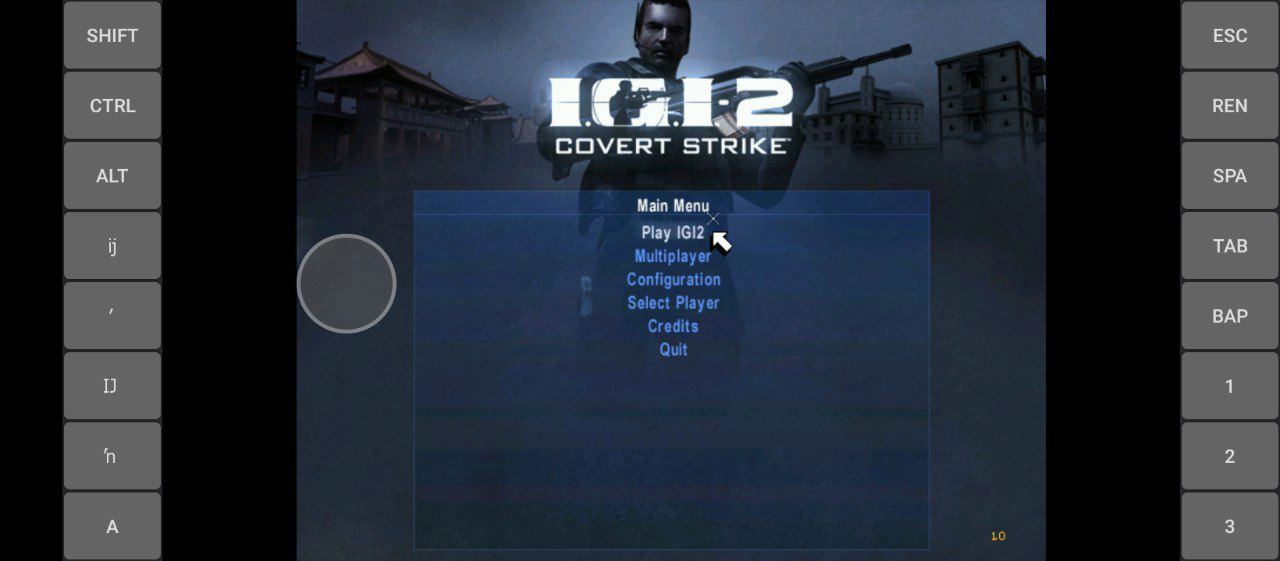 SHIFT
CTRL
ALT
ĳ
′
Ĳ
ŉ
A
I.G.I-2
COVERT STRIKE™
Main Menu
Play IGI2
Multiplayer
Configuration
Select Player
Credits
Quit
10
ESC
REN
SPA
TAB
BAP
1
2
3